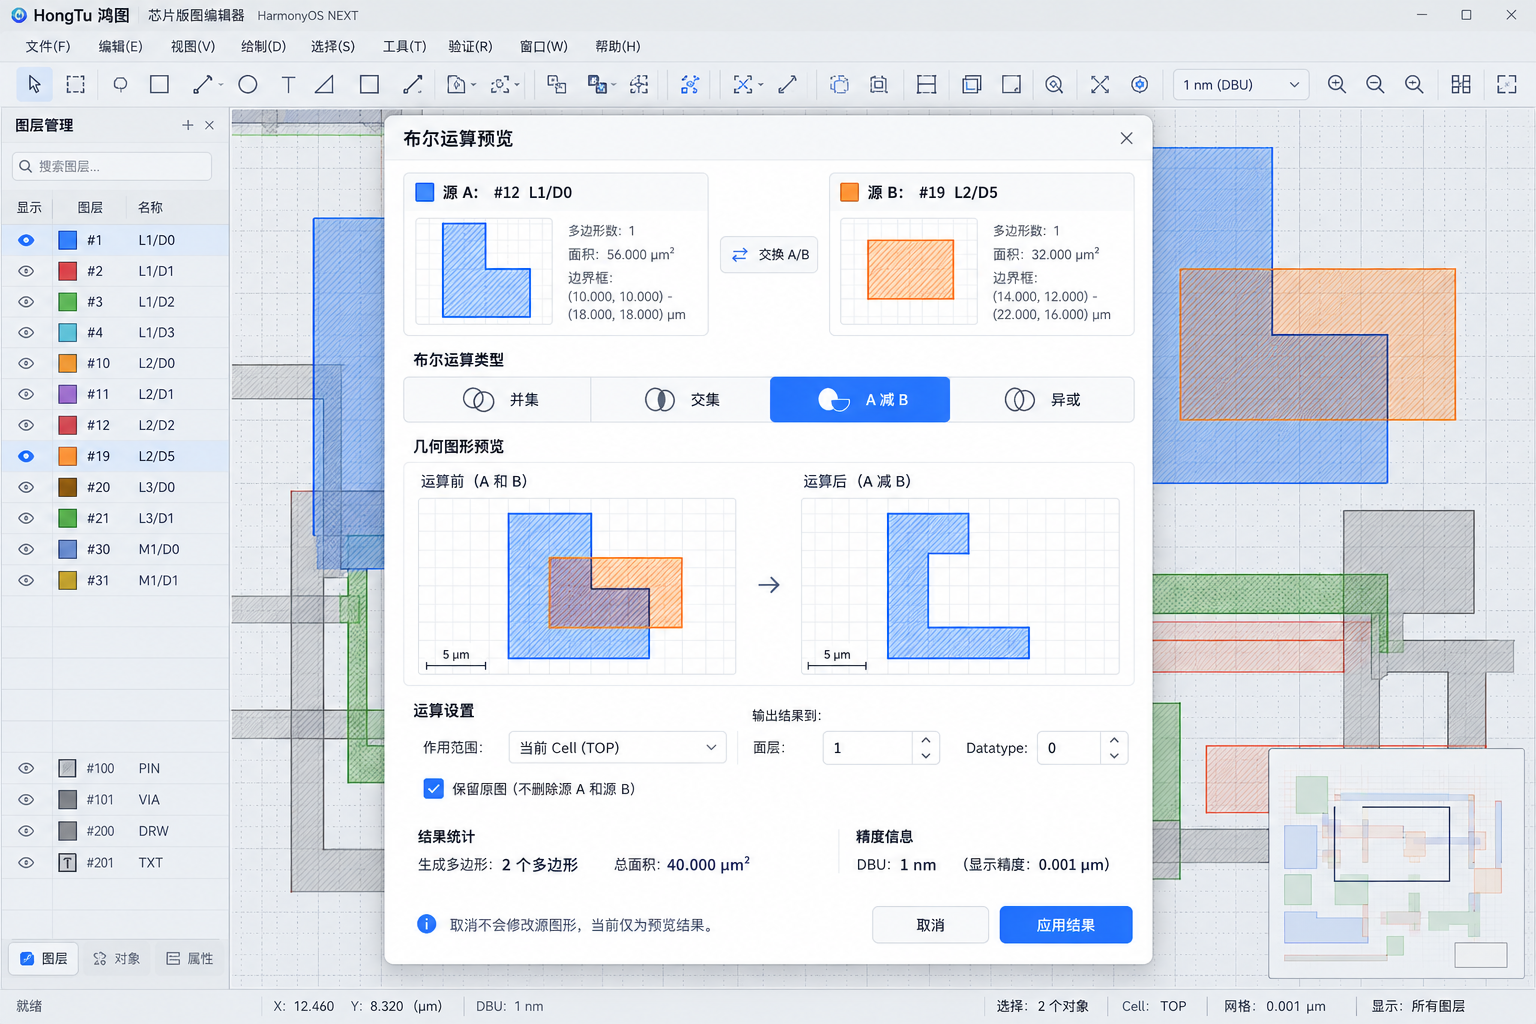 HongTu 鸿图 芯片版图编辑器 HarmonyOS NEXT
文件(F) 编辑(E) 视图(V) 绘制(D) 选择(S) 工具(T) 验证(R) 窗口(W) 帮助(H)
T
1 nm (DBU)
图层管理
搜索图层...
显示 图层 名称
#1 L1/D0
#2 L1/D1
#3 L1/D2
#4 L1/D3
#10 L2/D0
#11 L2/D1
#12 L2/D2
#19 L2/D5
#20 L3/D0
#21 L3/D1
#30 M1/D0
#31 M1/D1
#100 PIN
#101 VIA
#200 DRW
T #201 TXT
图层 对象 属性
布尔运算预览
源 A: #12 L1/D0
多边形数: 1
面积: 56.000 μm²
边界框:
(10.000, 10.000) -
(18.000, 18.000) μm
交换 A/B
源 B: #19 L2/D5
多边形数: 1
面积: 32.000 μm²
边界框:
(14.000, 12.000) -
(22.000, 16.000) μm
布尔运算类型
并集 交集 A 减 B 异或
几何图形预览
运算前（A 和 B） 运算后（A 减 B）
5 μm 5 μm
运算设置
作用范围: 当前 Cell (TOP)
输出结果到:
面层: 1 Datatype: 0
保留原图 (不删除源 A 和源 B)
结果统计
生成多边形: 2 个多边形 总面积: 40.000 μm²
精度信息
DBU: 1 nm （显示精度: 0.001 μm）
取消不会修改源图形，当前仅为预览结果。
取消 应用结果
就绪 X: 12.460 Y: 8.320 (μm) DBU: 1 nm 选择: 2 个对象 Cell: TOP 网格: 0.001 μm 显示: 所有图层